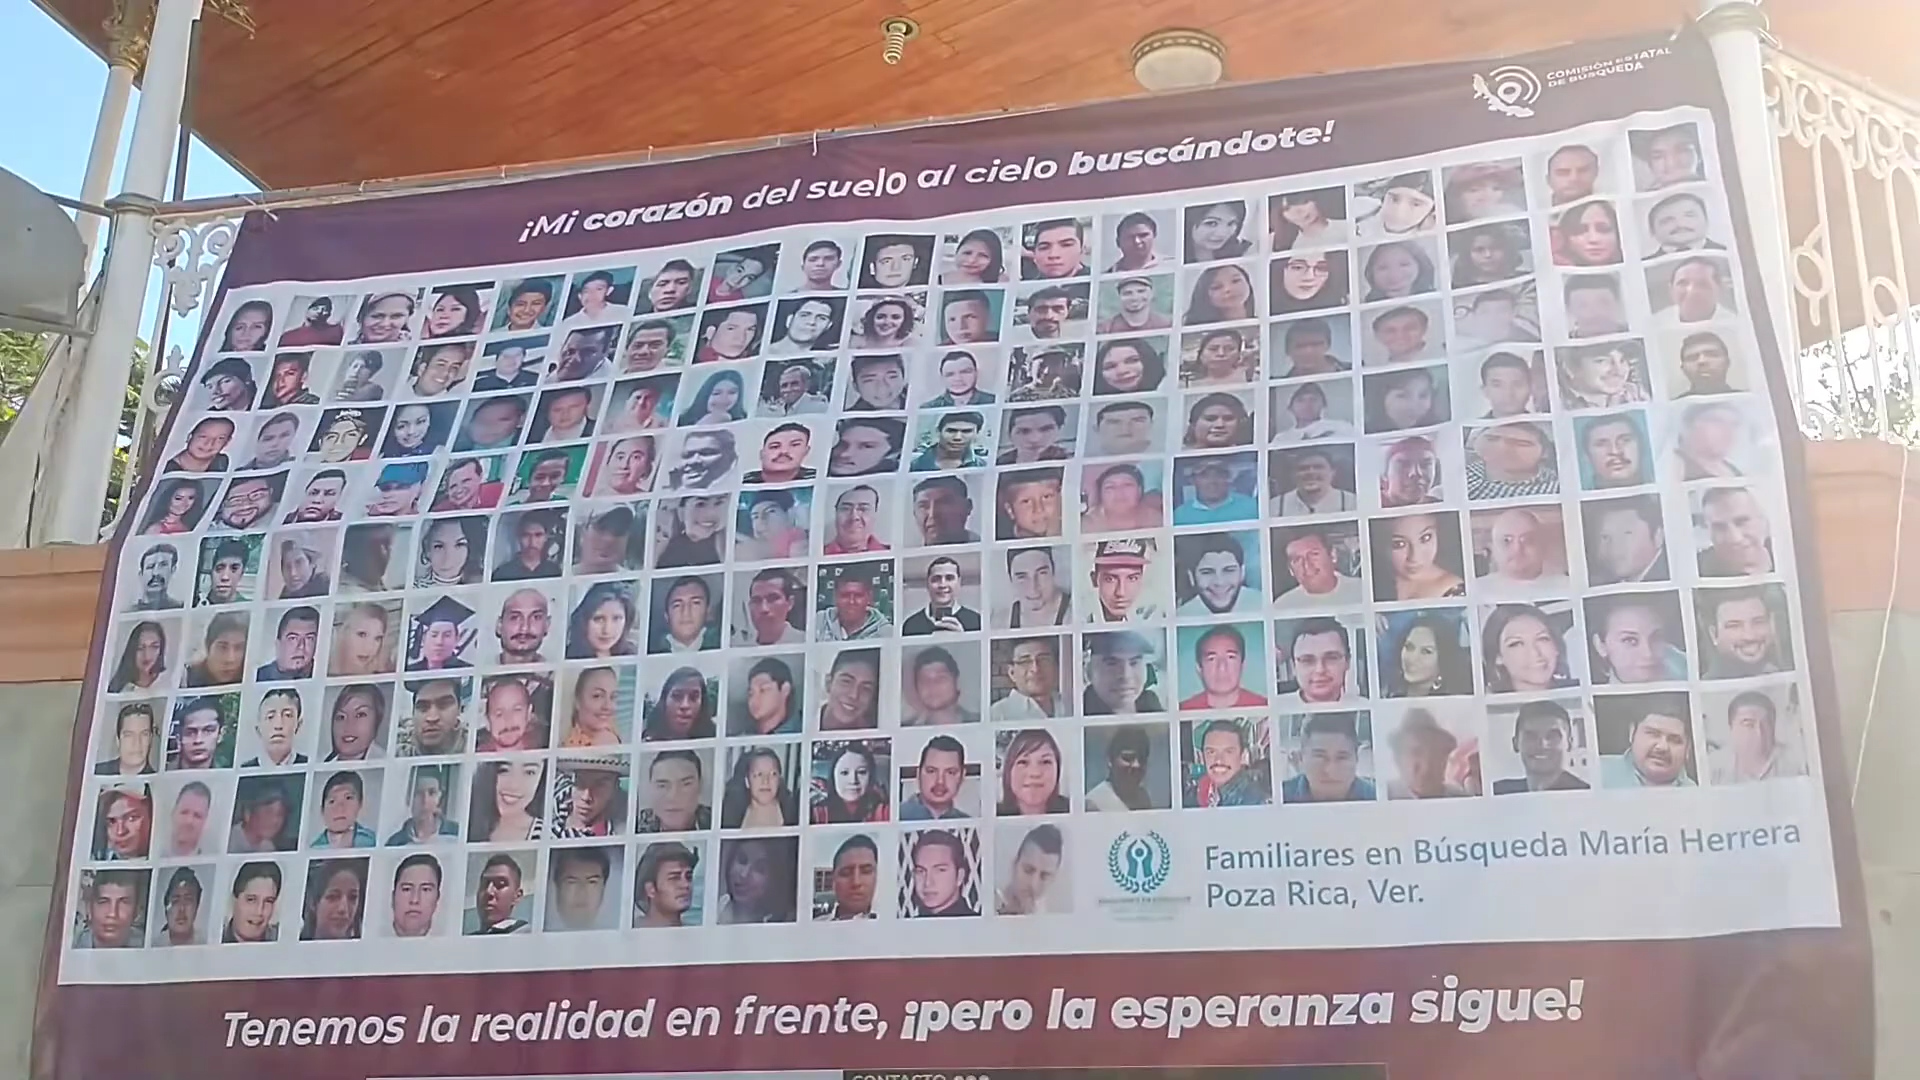 COMISIÓN ESTATAL
DE BÚSQUEDA
¡Mi corazón del suelo al cielo buscándote!
Familiares en Búsqueda María Herrera
Poza Rica, Ver.
Tenemos la realidad en frente, ¡pero la esperanza sigue!
CONTACTO